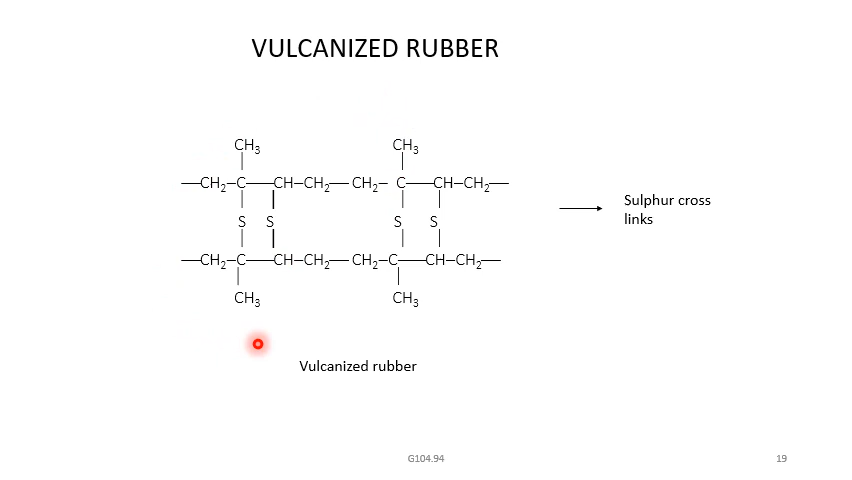 VULCANIZED RUBBER
CH₃ CH₃
—CH₂–C—CH–CH₂—CH₂–C—CH–CH₂—
S S S S
—CH₂–C—CH–CH₂—CH₂–C—CH–CH₂—
CH₃ CH₃
Sulphur cross
links
Vulcanized rubber
G104.94
19